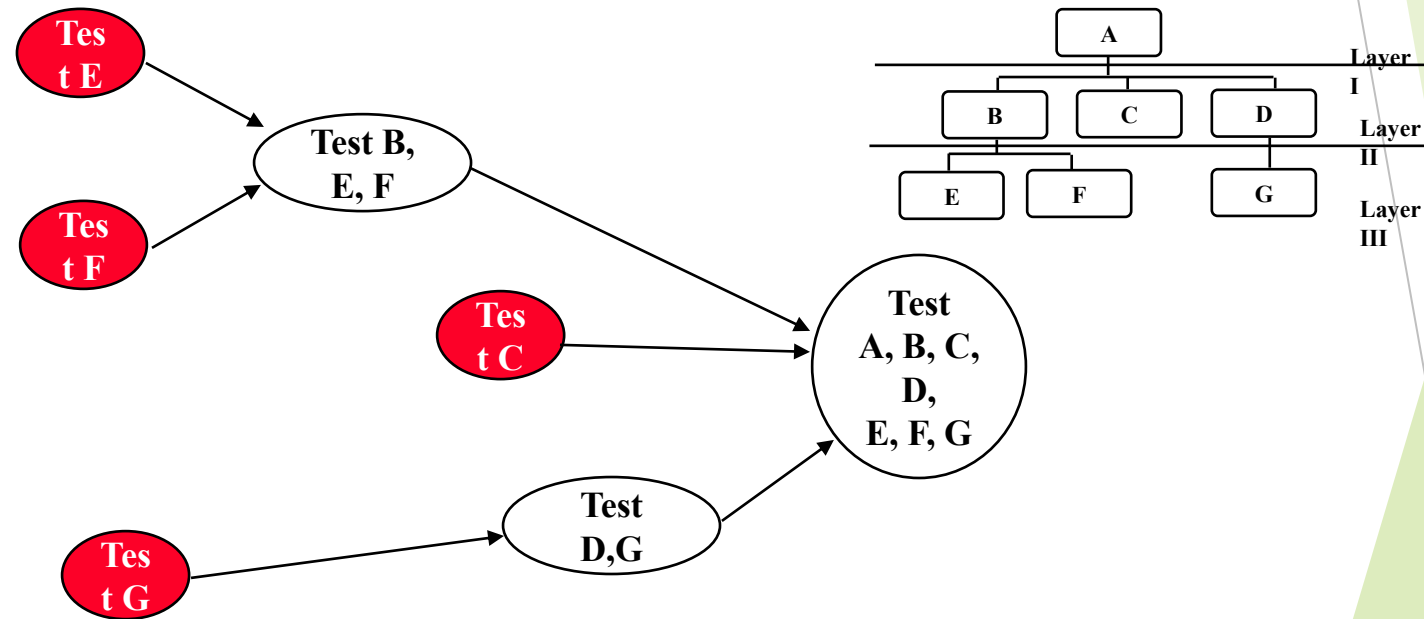 Tes
t E
Test B,
E, F
Tes
t F
Tes
t C
Test
A, B, C,
D,
E, F, G
Test
D,G
Tes
t G
A
Layer
I
B
C
D
Layer
II
E
F
G
Layer
III